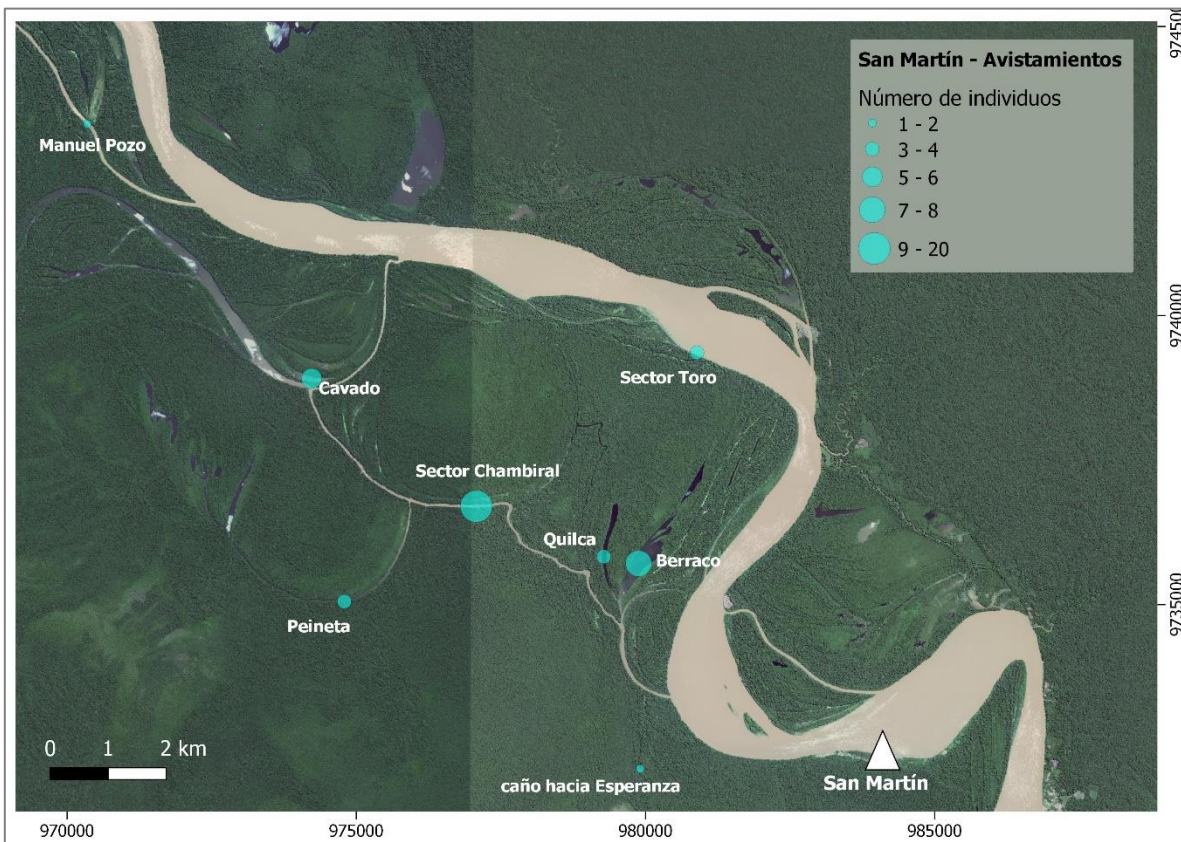 San Martín - Avistamientos
Número de individuos
1 - 2
3 - 4
5 - 6
7 - 8
9 - 20
Manuel Pozo
Cavado
Sector Toro
Sector Chambiral
Quilca
Berraco
Peineta
caño hacia Esperanza
San Martín
0 1 2 km
970000 975000 980000 985000
9745000
9740000
9735000